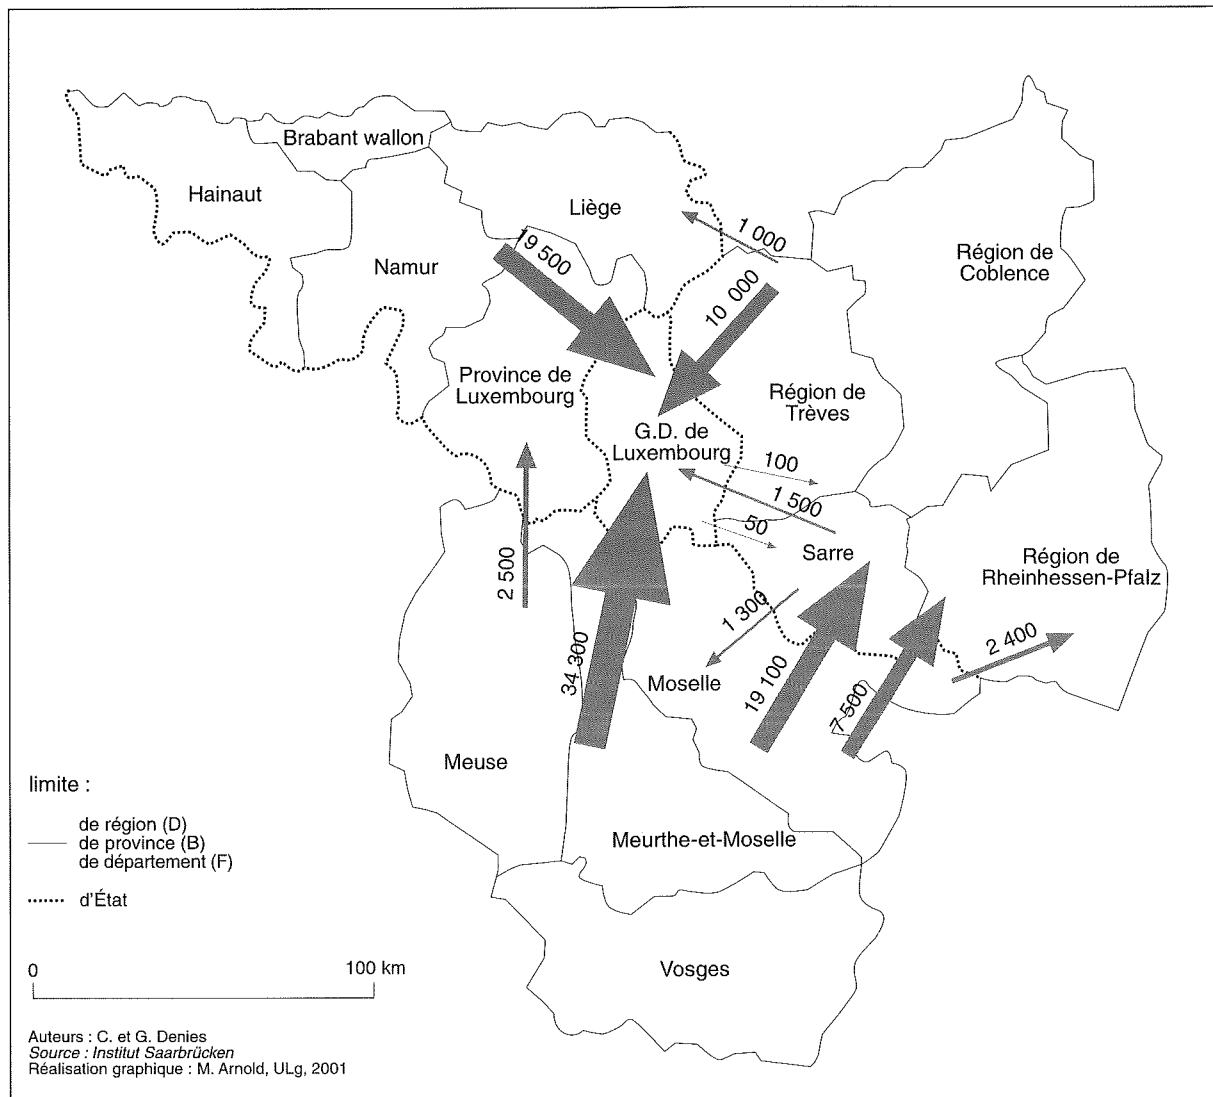 Brabant wallon
Hainaut
Liège
Namur
Région de
Coblence
1 000
19 500
10 000
Province de
Luxembourg
Région de
Trèves
G.D. de
Luxembourg
100
1 500
50
Sarre
Région de
Rheinhessen-Pfalz
2 500
1 300
2 400
34 300
Moselle
19 100
7 500
Meuse
Meurthe-et-Moselle
Vosges
limite :
de région (D)
de province (B)
de département (F)
d'État
0 100 km
Auteurs : C. et G. Denies
Source : Institut Saarbrücken
Réalisation graphique : M. Arnold, ULg, 2001